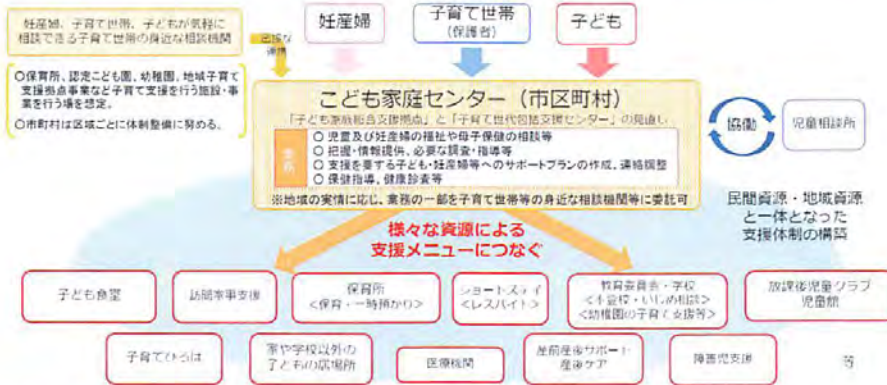 妊産婦、子育て世帯、子どもが気軽に
相談できる子育て世帯の身近な相談機関
○保育所、認定こども園、幼稚園、地域子育て
支援拠点事業など子育て支援を行う施設・事
業を行う場を想定。
○市町村は区域ごとに体制整備に努める。
密接な
連携
妊産婦
子育て世帯
(保護者)
子ども
こども家庭センター（市区町村）
「子ども家庭総合支援拠点」と「子育て世代包括支援センター」の見直し
業務
○ 児童及び妊産婦の福祉や母子保健の相談等
○ 把握・情報提供、必要な調査・指導等
○ 支援を要する子ども・妊産婦等へのサポートプランの作成、連絡調整
○ 保健指導、健康診査等
※地域の実情に応じ、業務の一部を子育て世帯等の身近な相談機関等に委託可
協働
児童相談所
様々な資源による
支援メニューにつなぐ
民間資源・地域資源
と一体となった
支援体制の構築
子ども食堂
訪問家事支援
保育所
<保育・一時預かり>
ショートステイ
<レスパイト>
教育委員会・学校
<不登校・いじめ相談>
<幼稚園の子育て支援等>
放課後児童クラブ
児童館
子育てひろば
家や学校以外の
子どもの居場所
医療機関
産前産後サポート
産後ケア
障害児支援
等